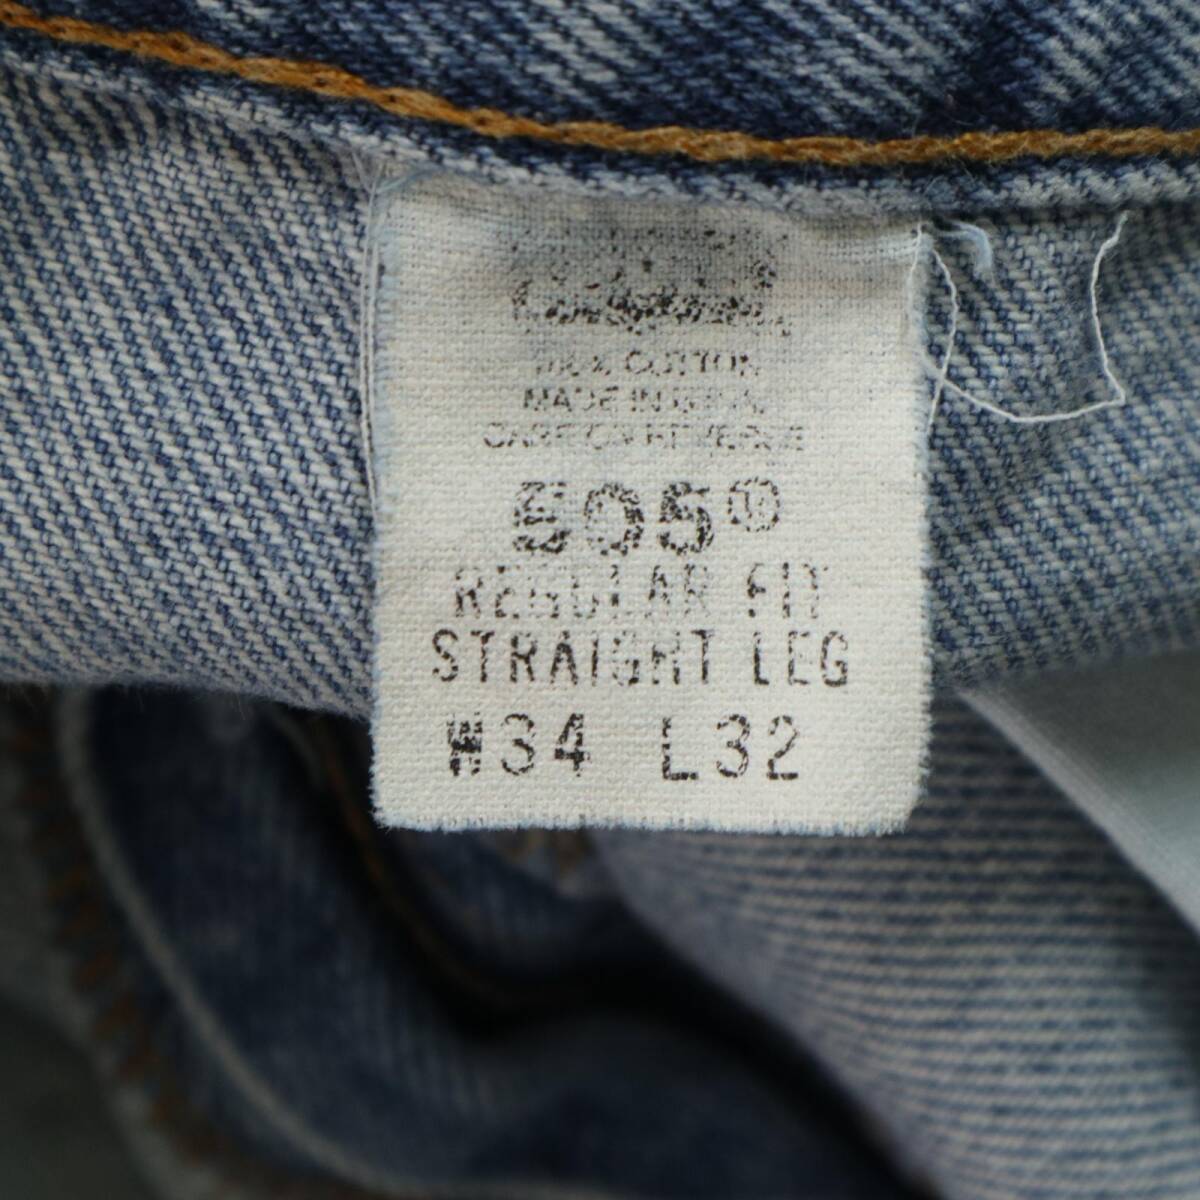 100% COTTON
MADE IN U.S.A.
CARE ON REVERSE
505®
REGULAR FIT
STRAIGHT LEG
W34 L32